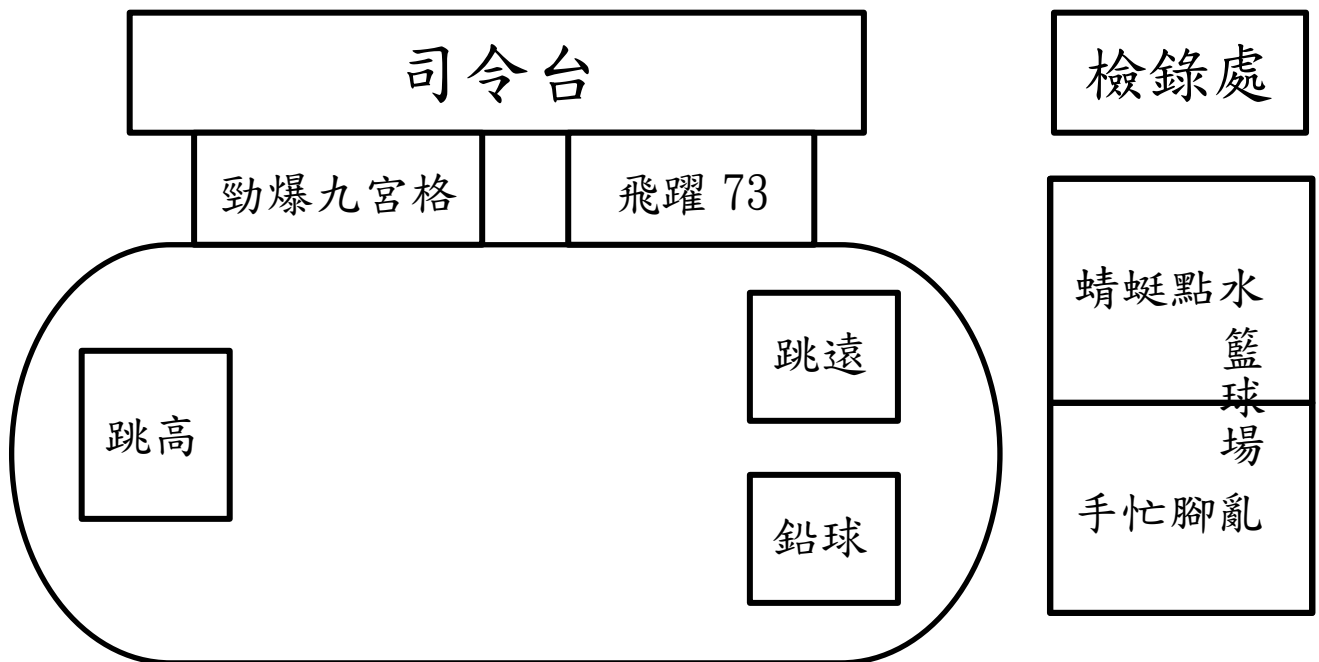 司令台
檢錄處
勁爆九宮格
飛躍 73
蜻蜓點水
籃球場
跳遠
跳高
鉛球
手忙腳亂